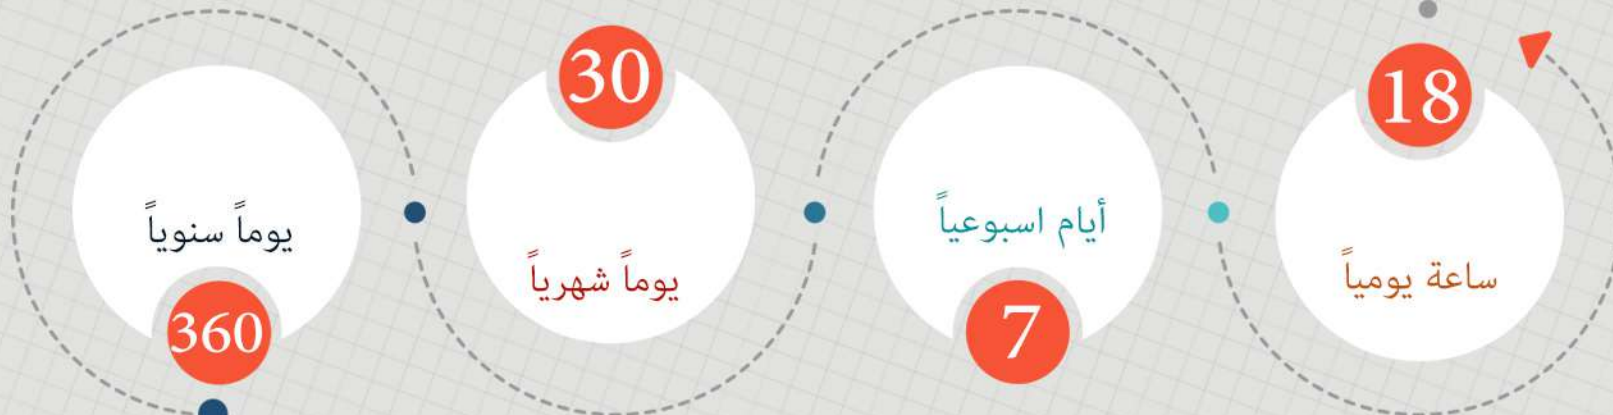 18
ساعة يومياً
7
أيام اسبوعياً
30
يوماً شهرياً
360
يوماً سنوياً